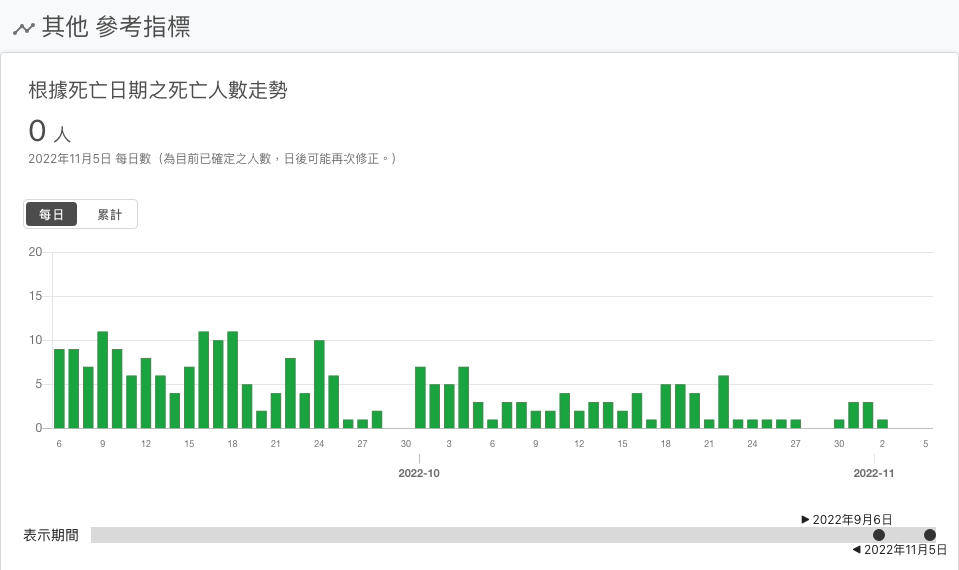 其他 參考指標
根據死亡日期之死亡人數走勢
0 人
2022年11月5日 每日數（為目前已確定之人數，日後可能再次修正。）
每日 累計
20
15
10
5
0
6 9 12 15 18 21 24 27 30 3 6 9 12 15 18 21 24 27 30 2 5
2022-10 2022-11
▶ 2022年9月6日
表示期間
◀ 2022年11月5日